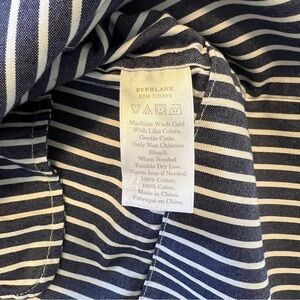 EVERLANE
Machine Wash Cold
With Like Colors.
Gentle Cycle.
Only Non Chlorine
Bleach
When Needed.
Tumble Dry Low.
Warm Iron if Needed.
100% Cotton.
100% Coton.
Made in China.
Fabriqué en China.